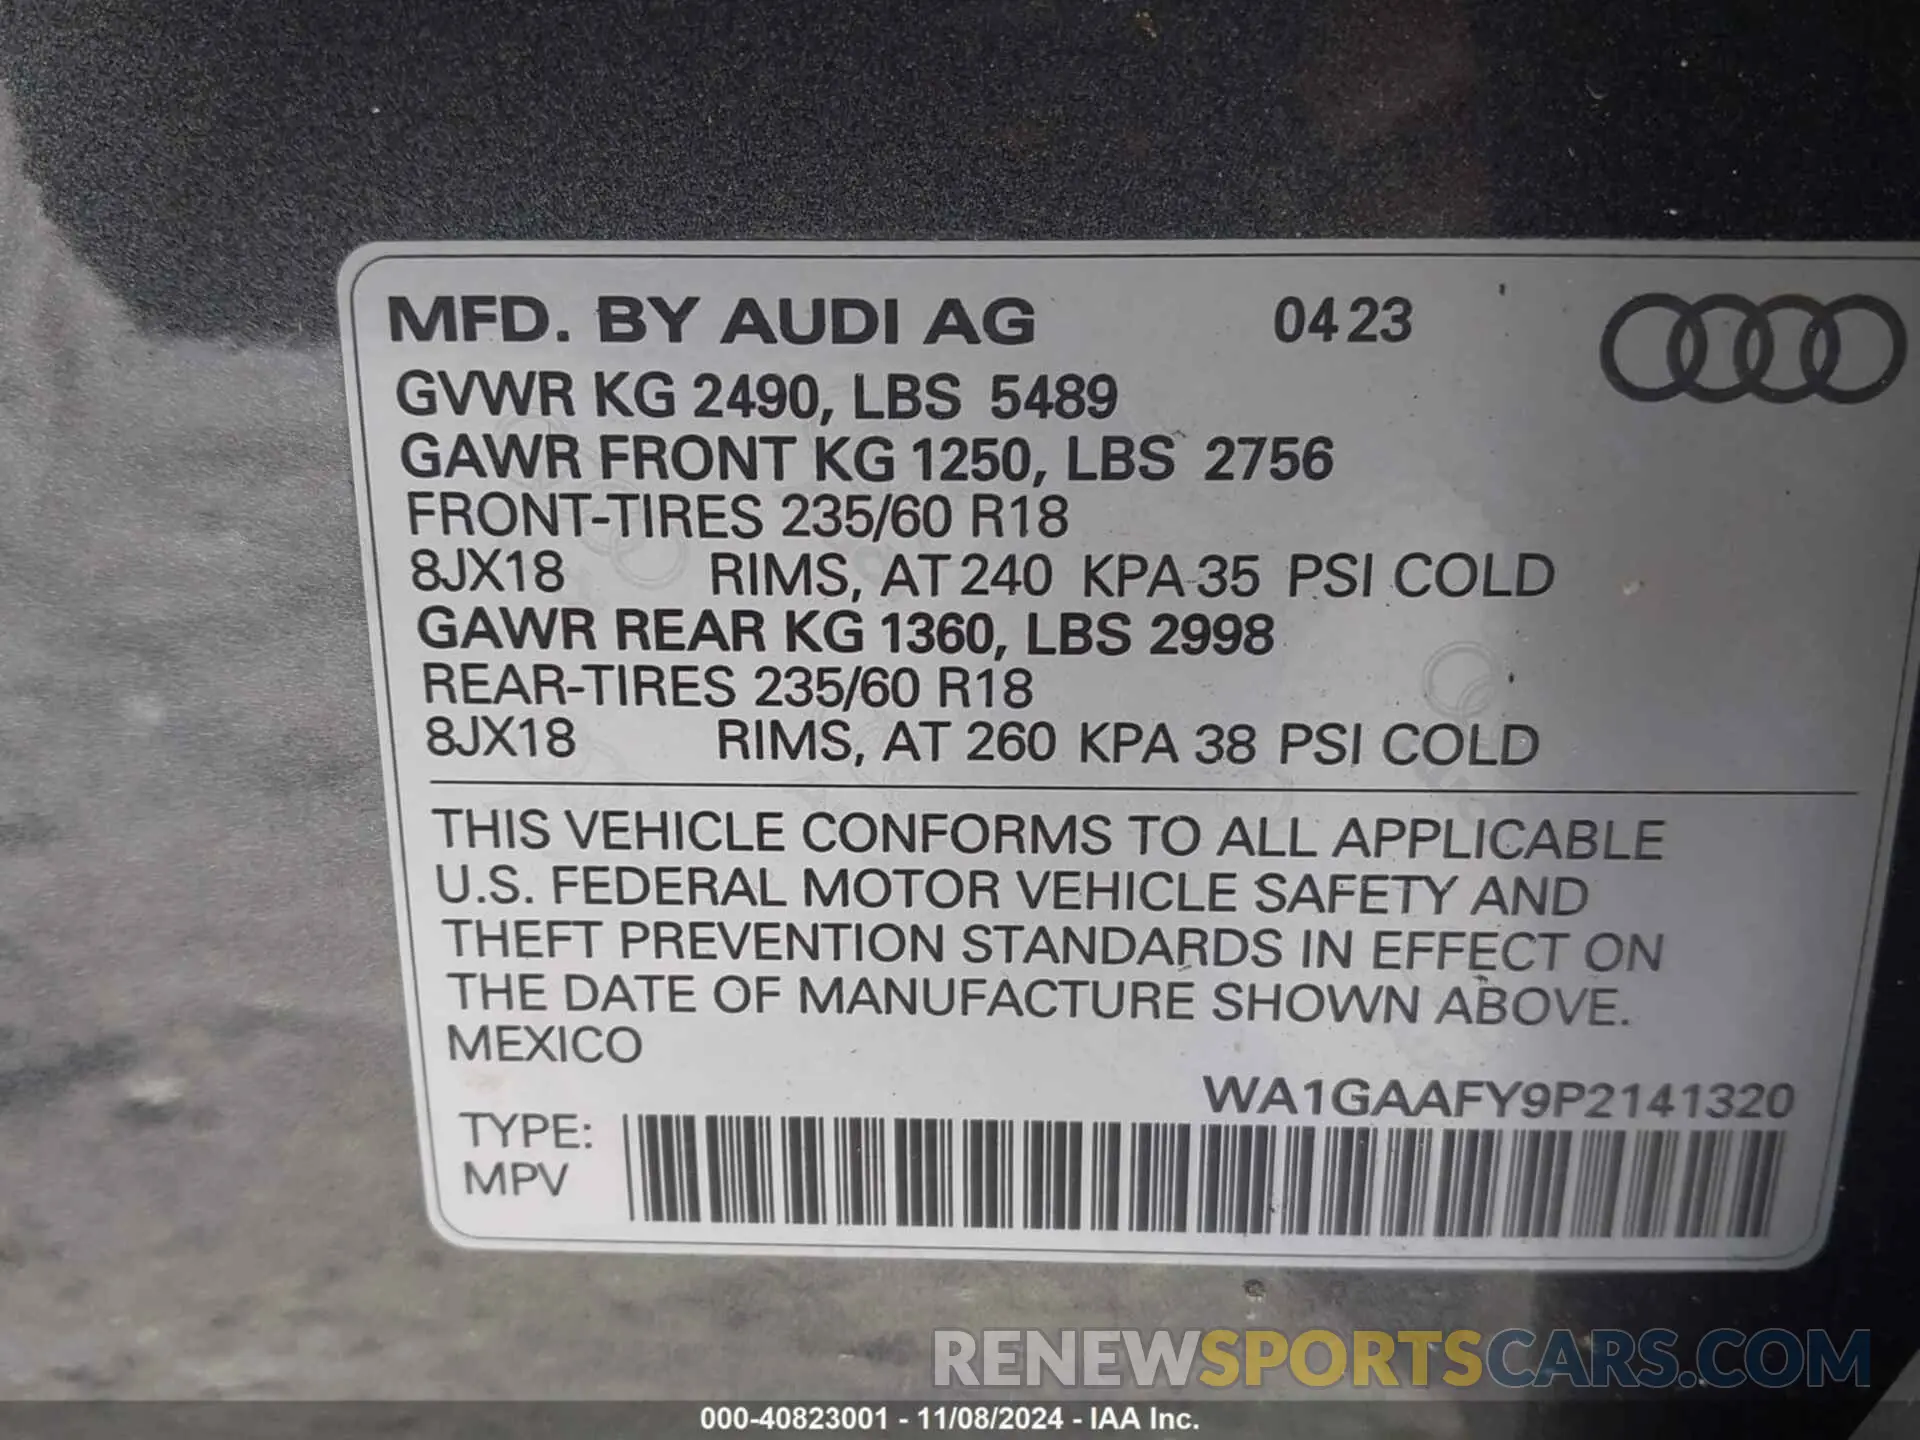 MFD. BY AUDI AG 04 23
GVWR KG 2490, LBS 5489
GAWR FRONT KG 1250, LBS 2756
FRONT-TIRES 235/60 R18
8JX18 RIMS, AT 240 KPA 35 PSI COLD
GAWR REAR KG 1360, LBS 2998
REAR-TIRES 235/60 R18
8JX18 RIMS, AT 260 KPA 38 PSI COLD
THIS VEHICLE CONFORMS TO ALL APPLICABLE
U.S. FEDERAL MOTOR VEHICLE SAFETY AND
THEFT PREVENTION STANDARDS IN EFFECT ON
THE DATE OF MANUFACTURE SHOWN ABOVE.
MEXICO
WA1GAAFY9P2141320
TYPE:
MPV
RENEWSPORTSCARS.COM
000-40823001 - 11/08/2024 - IAA Inc.